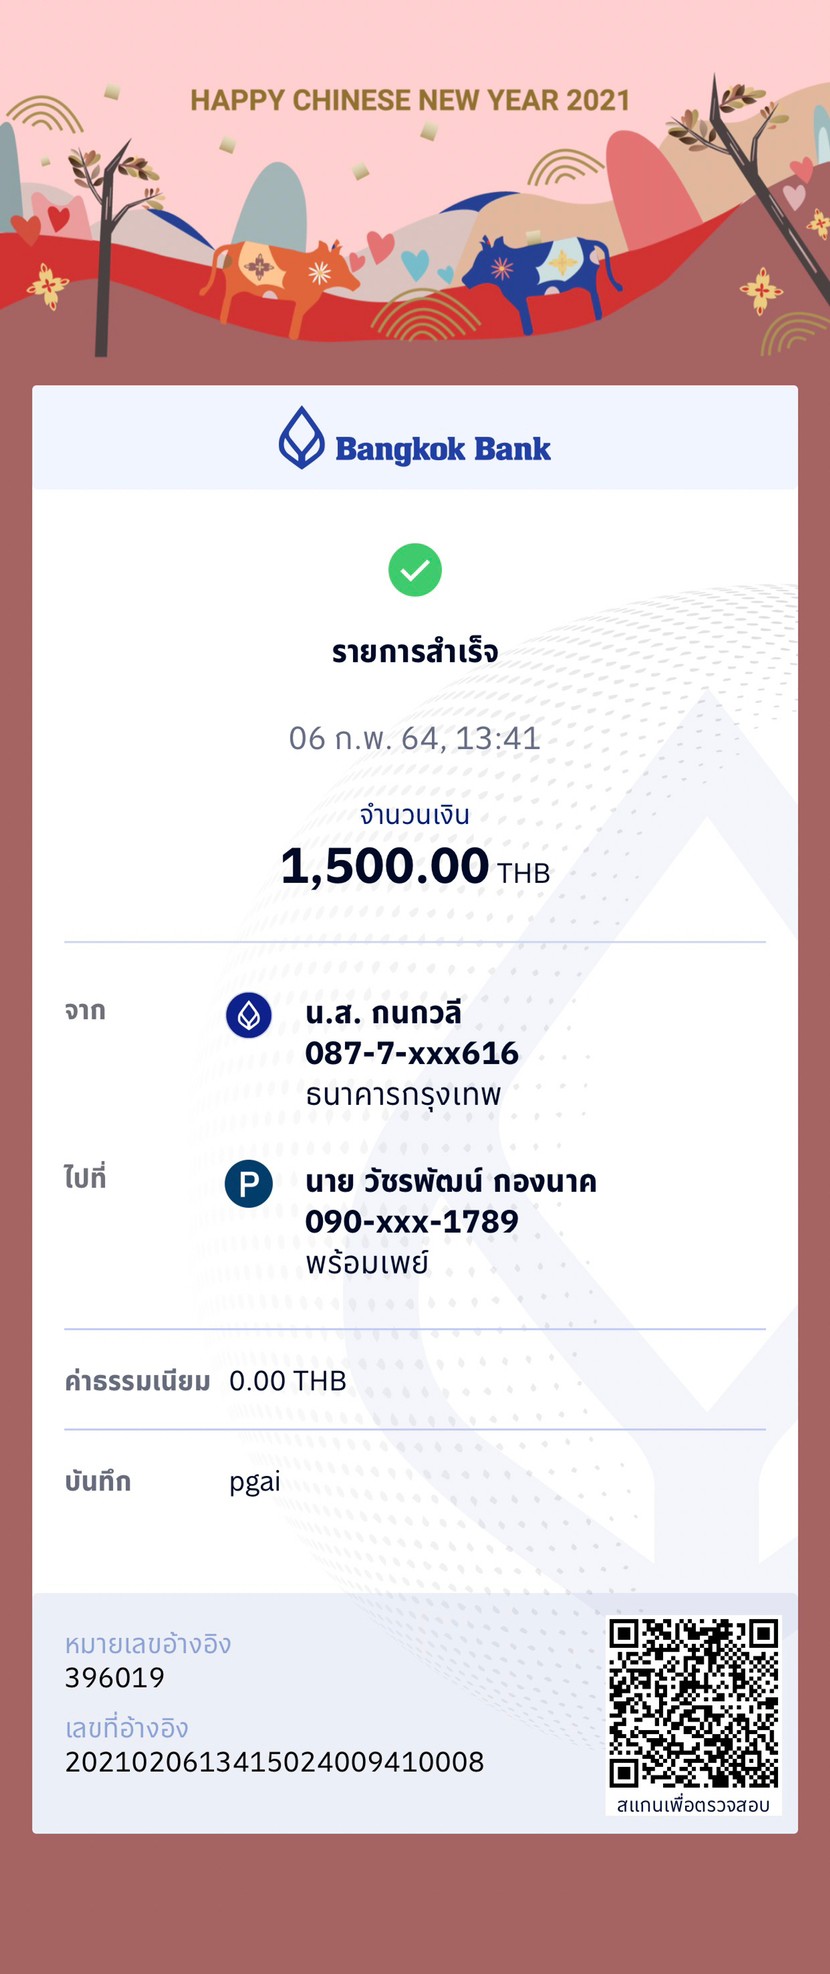 HAPPY CHINESE NEW YEAR 2021
Bangkok Bank
รายการสำเร็จ
06 ก.พ. 64, 13:41
จำนวนเงิน
1,500.00 THB
จาก
น.ส. กนกวลี
087-7-xxx616
ธนาคารกรุงเทพ
ไปที่
P
นาย วัชรพัฒน์ กองนาค
090-xxx-1789
พร้อมเพย์
ค่าธรรมเนียม 0.00 THB
บันทึก pgai
หมายเลขอ้างอิง
396019
เลขที่อ้างอิง
2021020613415024009410008
สแกนเพื่อตรวจสอบ